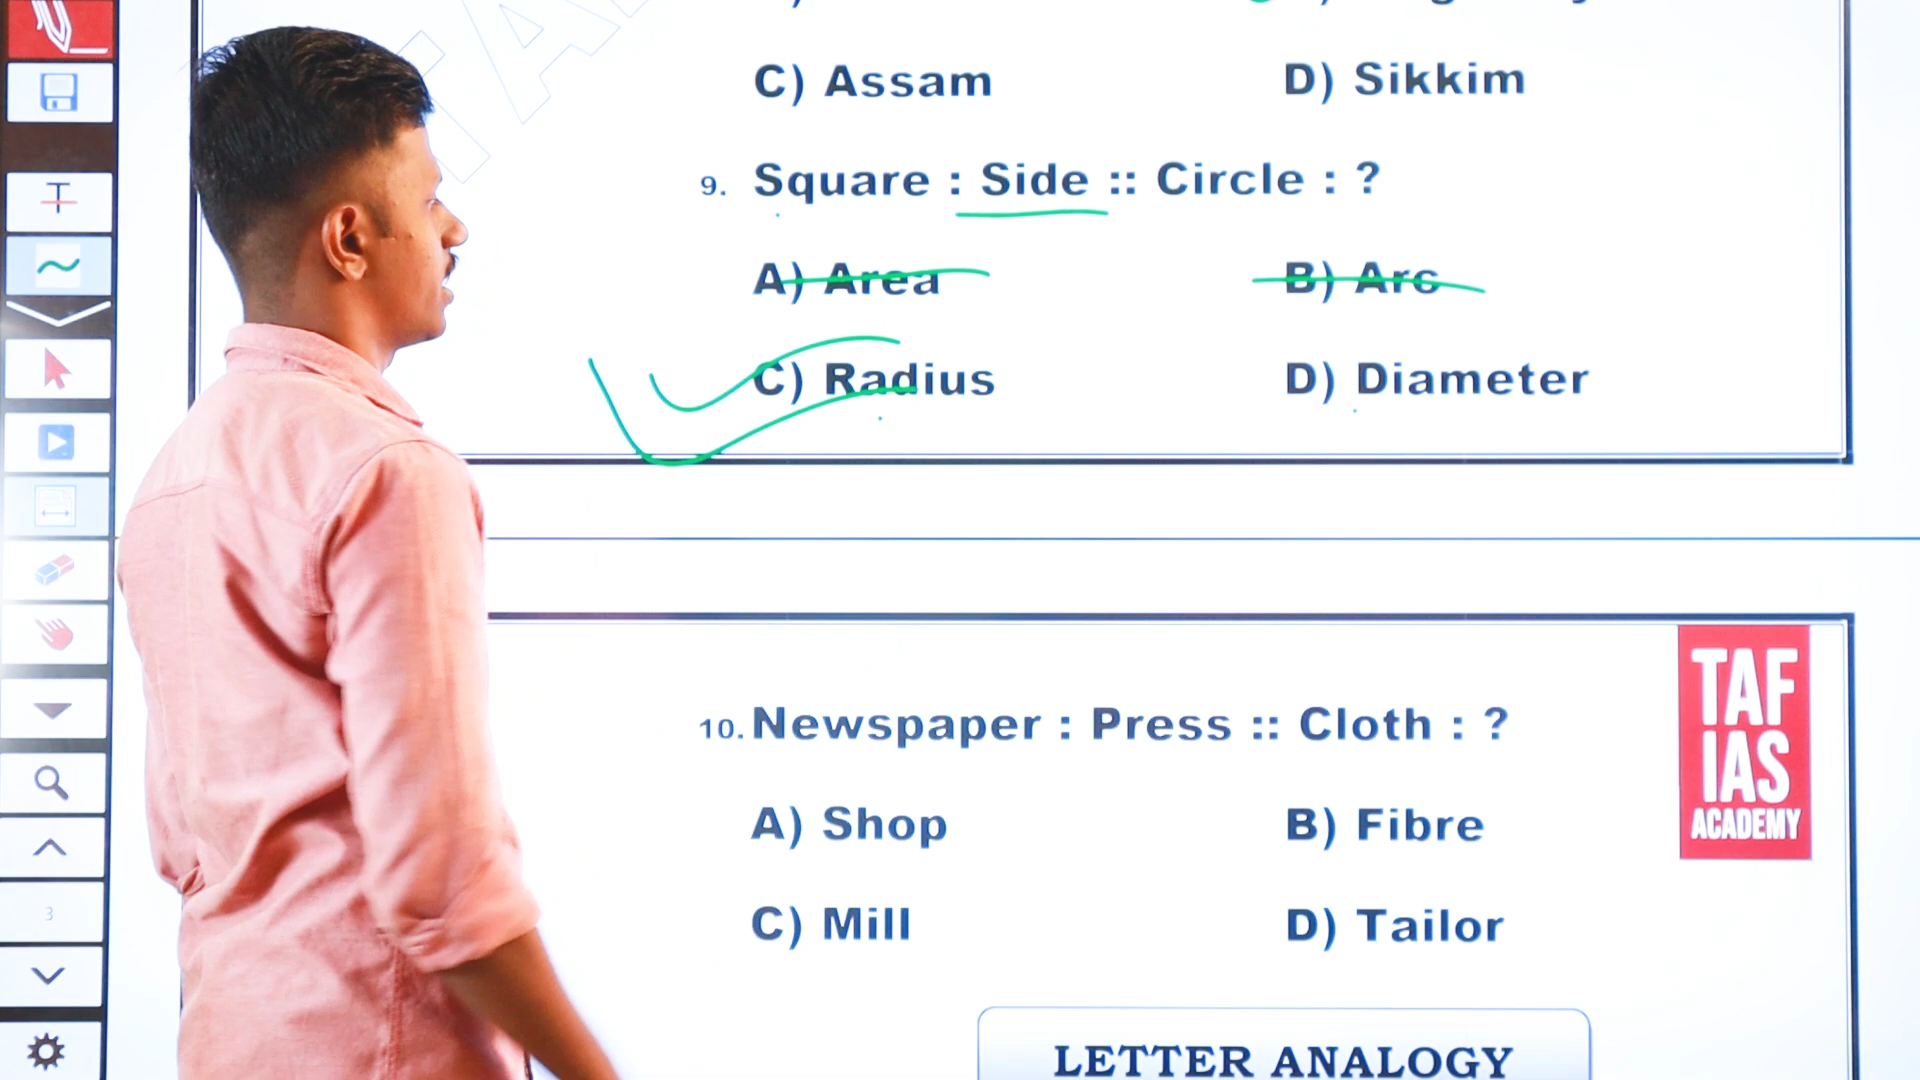 C) Assam D) Sikkim
9. Square : Side :: Circle : ?
A) Area B) Arc
C) Radius D) Diameter
TAF
IAS
ACADEMY
10. Newspaper : Press :: Cloth : ?
A) Shop B) Fibre
C) Mill D) Tailor
3
LETTER ANALOGY